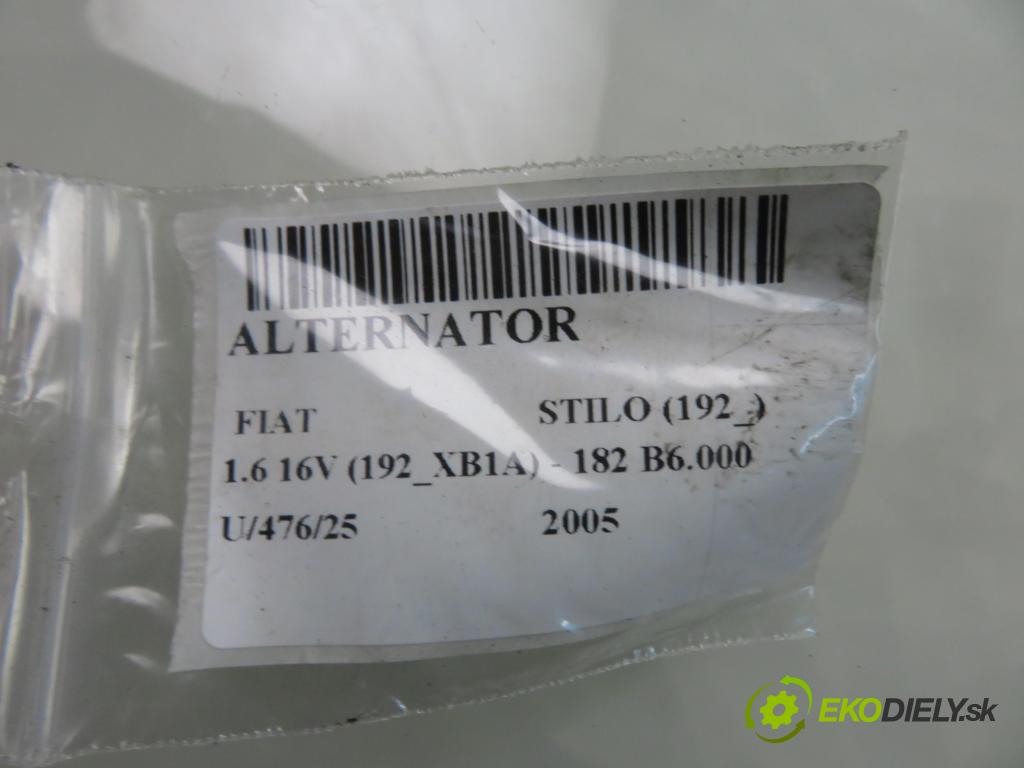 ALTERNATOR
FIAT STILO (192_)
1.6 16V (192_XB1A) - 182 B6.000
U/476/25 2005
EKODIELY.sk